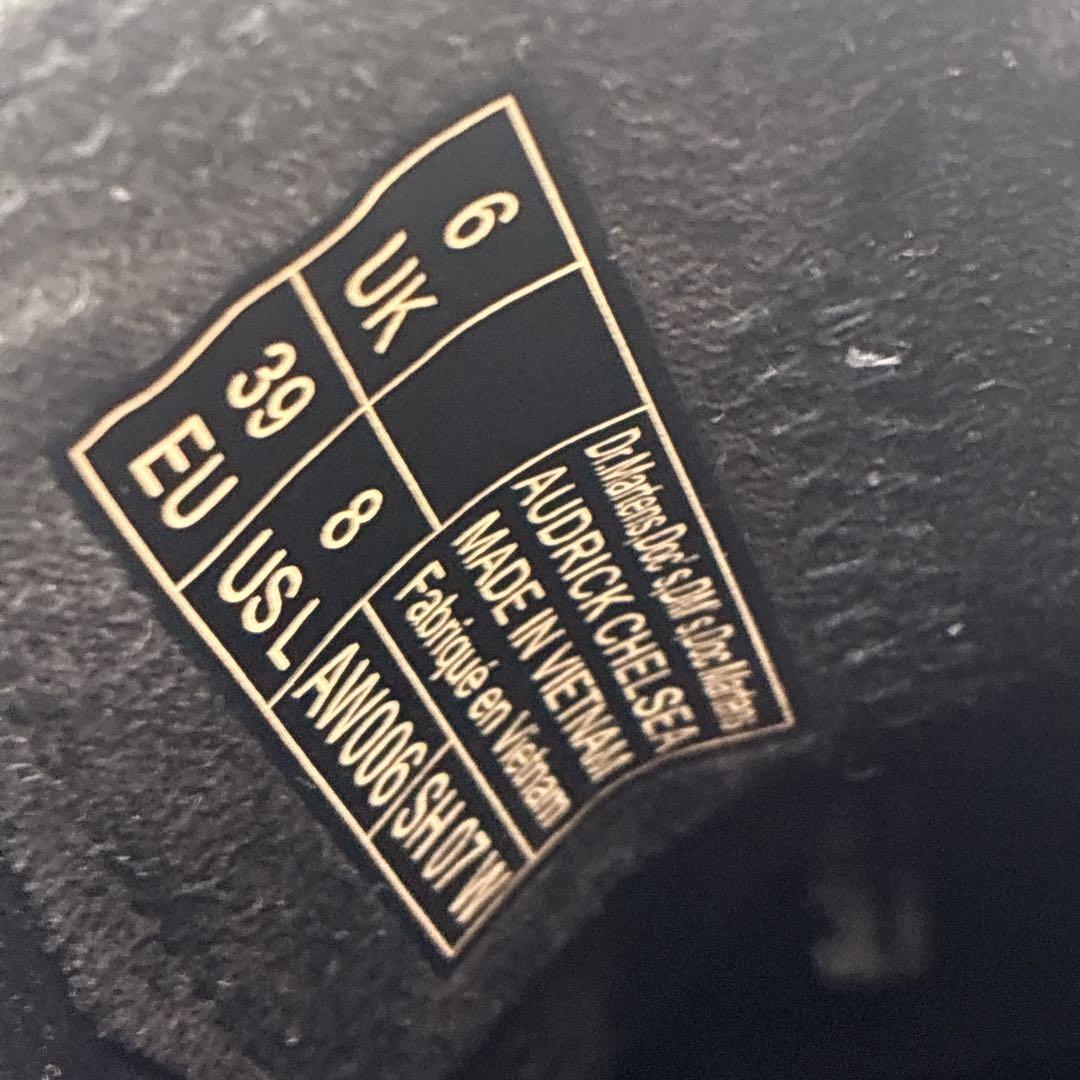 6
UK
39
EU
8
US L
Dr.Martens,Doc's,DM's,Doc Martens
AUDRICK CHELSEA
MADE IN VIETNAM
Fabriqué en Vietnam
AW006
SH07W